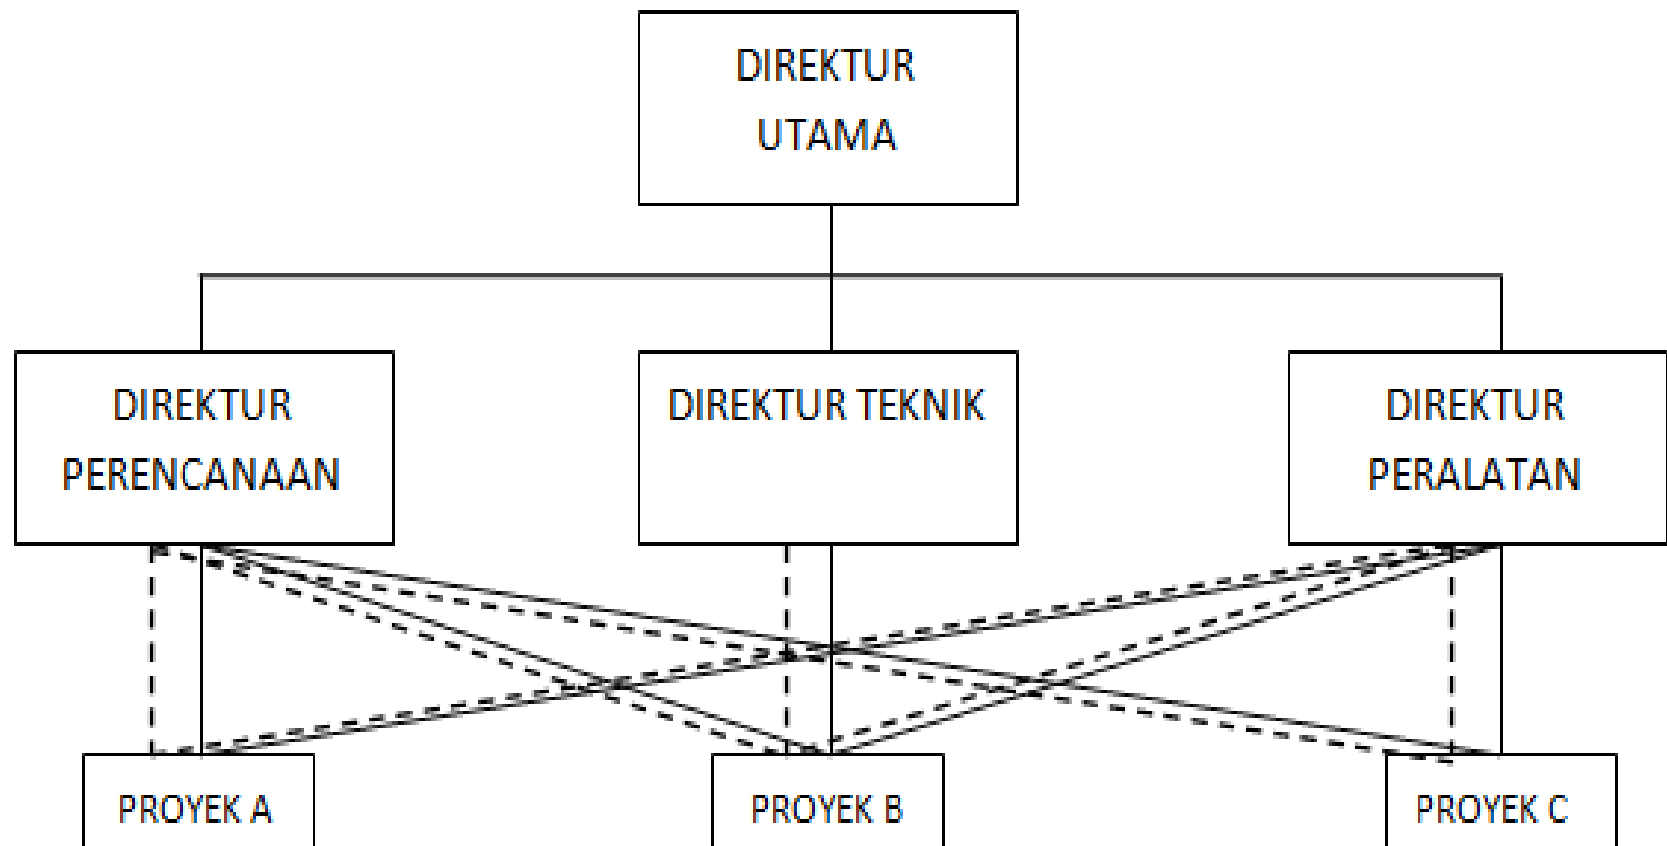 DIREKTUR
UTAMA
DIREKTUR
PERENCANAAN
DIREKTUR TEKNIK
DIREKTUR
PERALATAN
PROYEK A
PROYEK B
PROYEK C